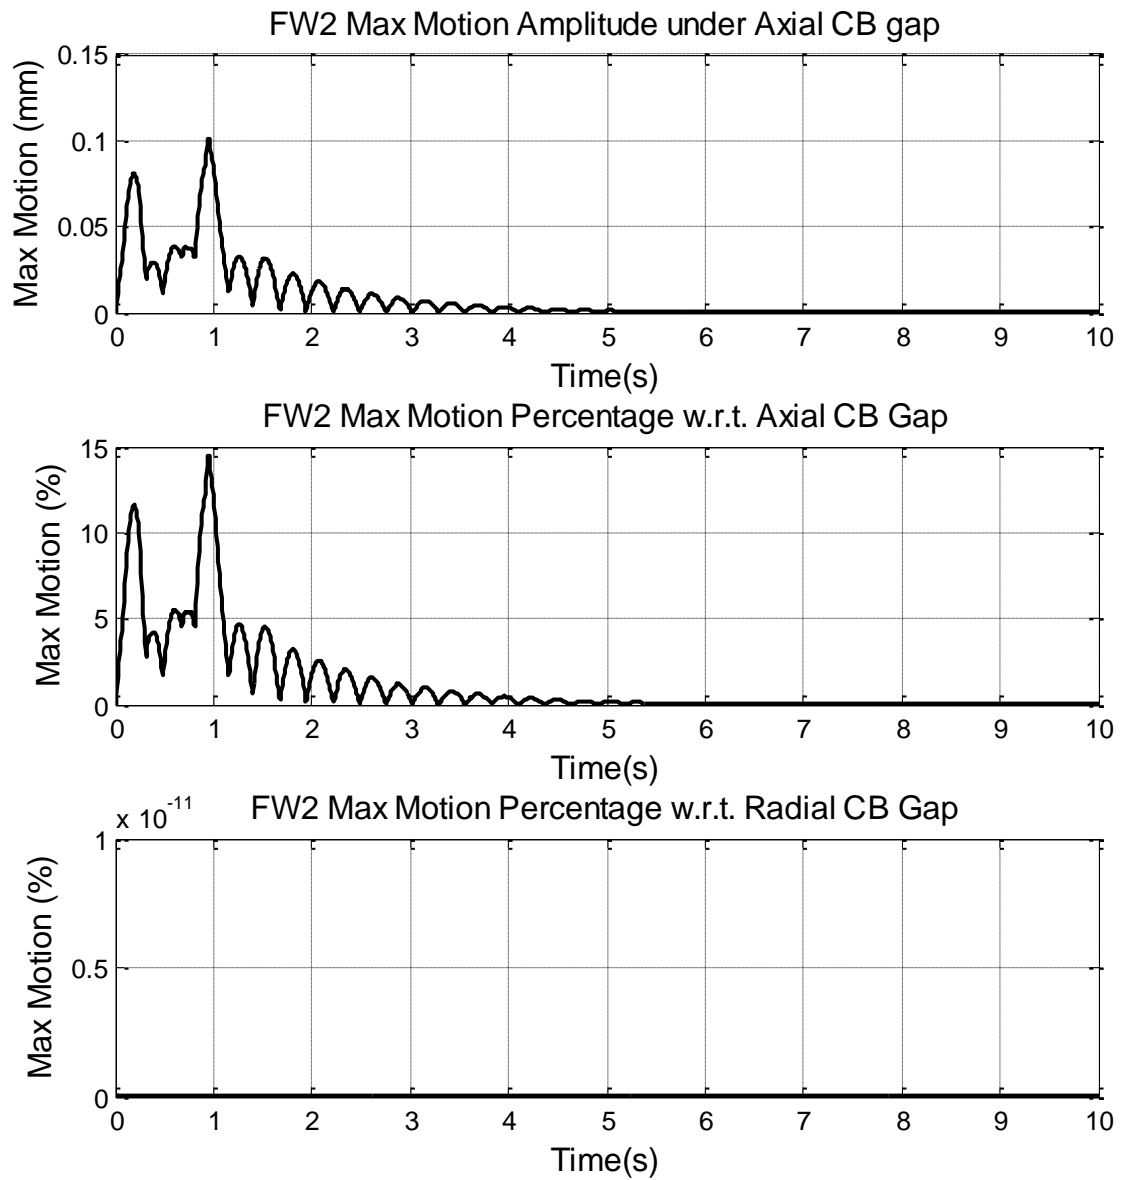 FW2 Max Motion Amplitude under Axial CB gap
Max Motion (mm)
0.15
0.1
0.05
0
0 1 2 3 4 5 6 7 8 9 10
Time(s)
FW2 Max Motion Percentage w.r.t. Axial CB Gap
Max Motion (%)
15
10
5
0
0 1 2 3 4 5 6 7 8 9 10
Time(s)
FW2 Max Motion Percentage w.r.t. Radial CB Gap
x 10⁻¹¹
Max Motion (%)
1
0.5
0
0 1 2 3 4 5 6 7 8 9 10
Time(s)